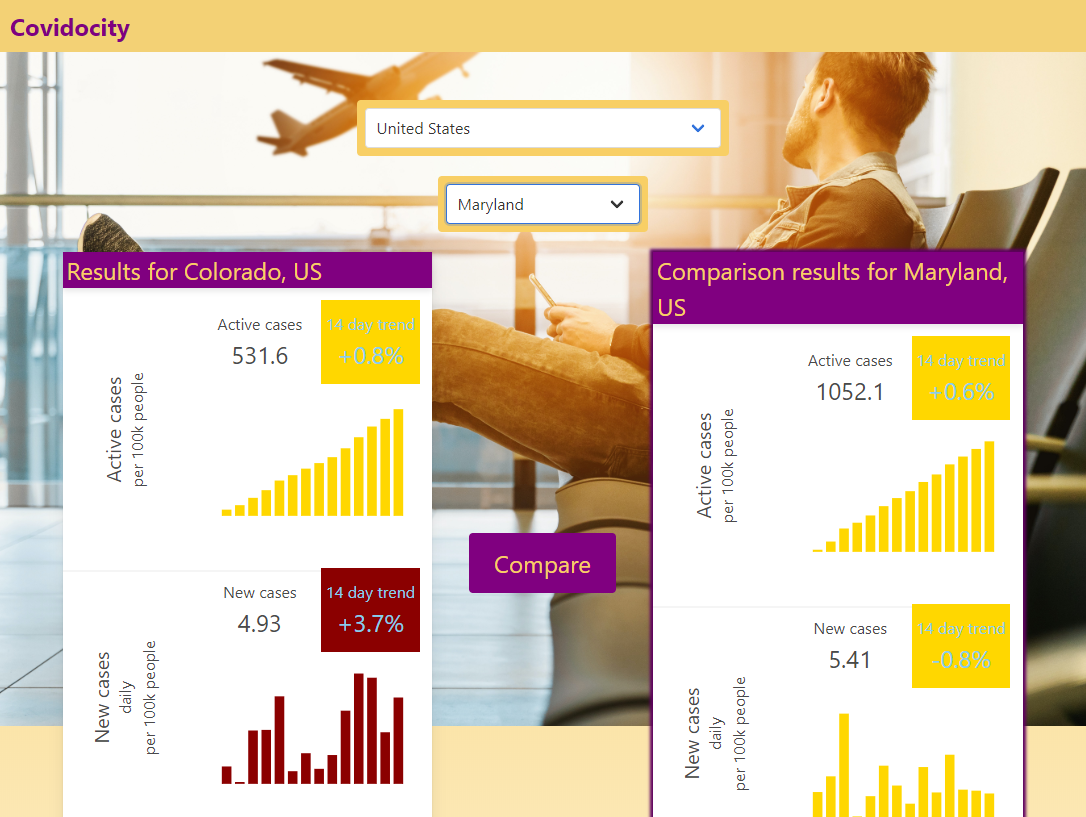 Covidocity
United States
Maryland
Results for Colorado, US
Active cases
531.6
14 day trend
+0.8%
Active cases
per 100k people
New cases
4.93
14 day trend
+3.7%
New cases
daily
per 100k people
Compare
Comparison results for Maryland,
US
Active cases
1052.1
14 day trend
+0.6%
Active cases
per 100k people
New cases
5.41
14 day trend
-0.8%
New cases
daily
per 100k people